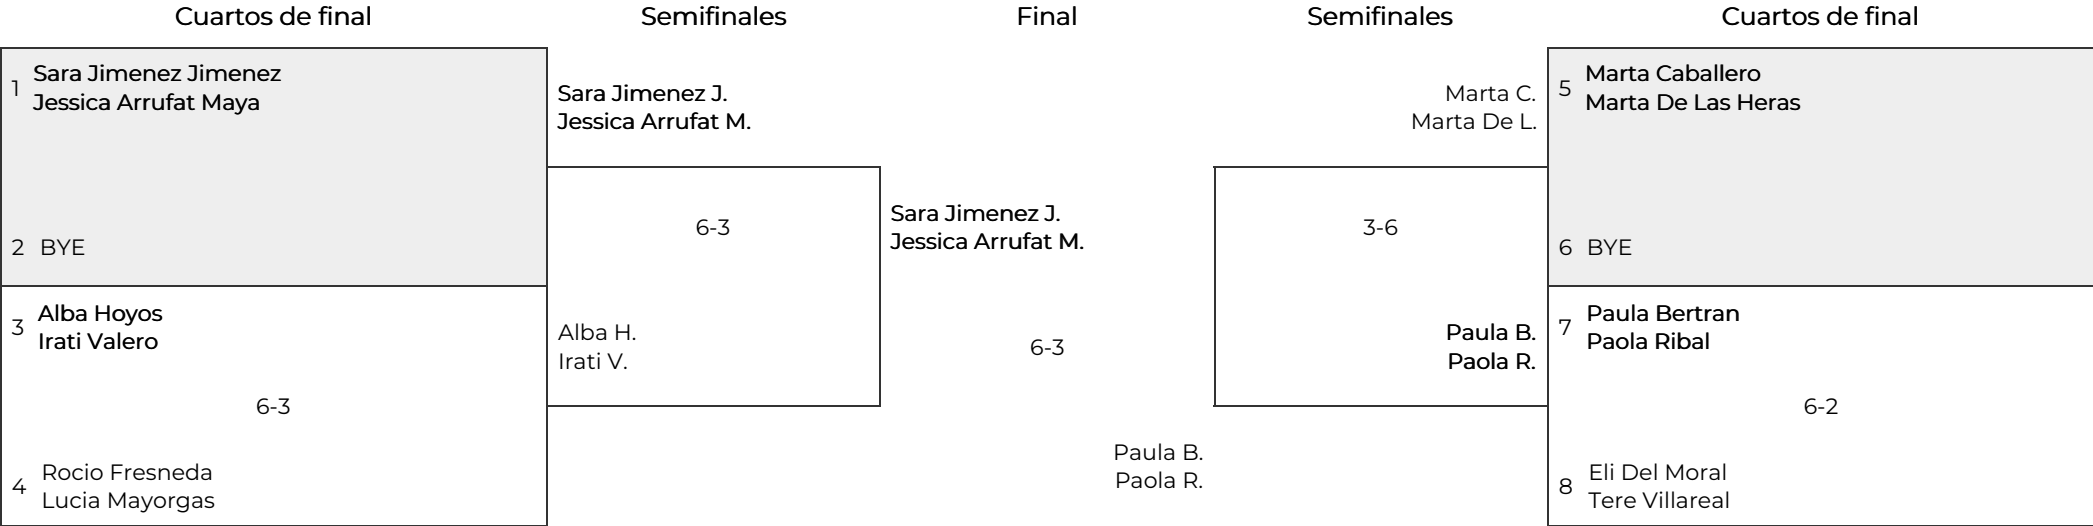 Cuartos de final
Semifinales
Final
Semifinales
Cuartos de final
1
Sara Jimenez Jimenez
Jessica Arrufat Maya
2 BYE
3
Alba Hoyos
Irati Valero
6-3
4
Rocio Fresneda
Lucia Mayorgas
Sara Jimenez J.
Jessica Arrufat M.
6-3
Alba H.
Irati V.
Sara Jimenez J.
Jessica Arrufat M.
6-3
Paula B.
Paola R.
Marta C.
Marta De L.
3-6
Paula B.
Paola R.
5
Marta Caballero
Marta De Las Heras
6 BYE
7
Paula Bertran
Paola Ribal
6-2
8
Eli Del Moral
Tere Villareal